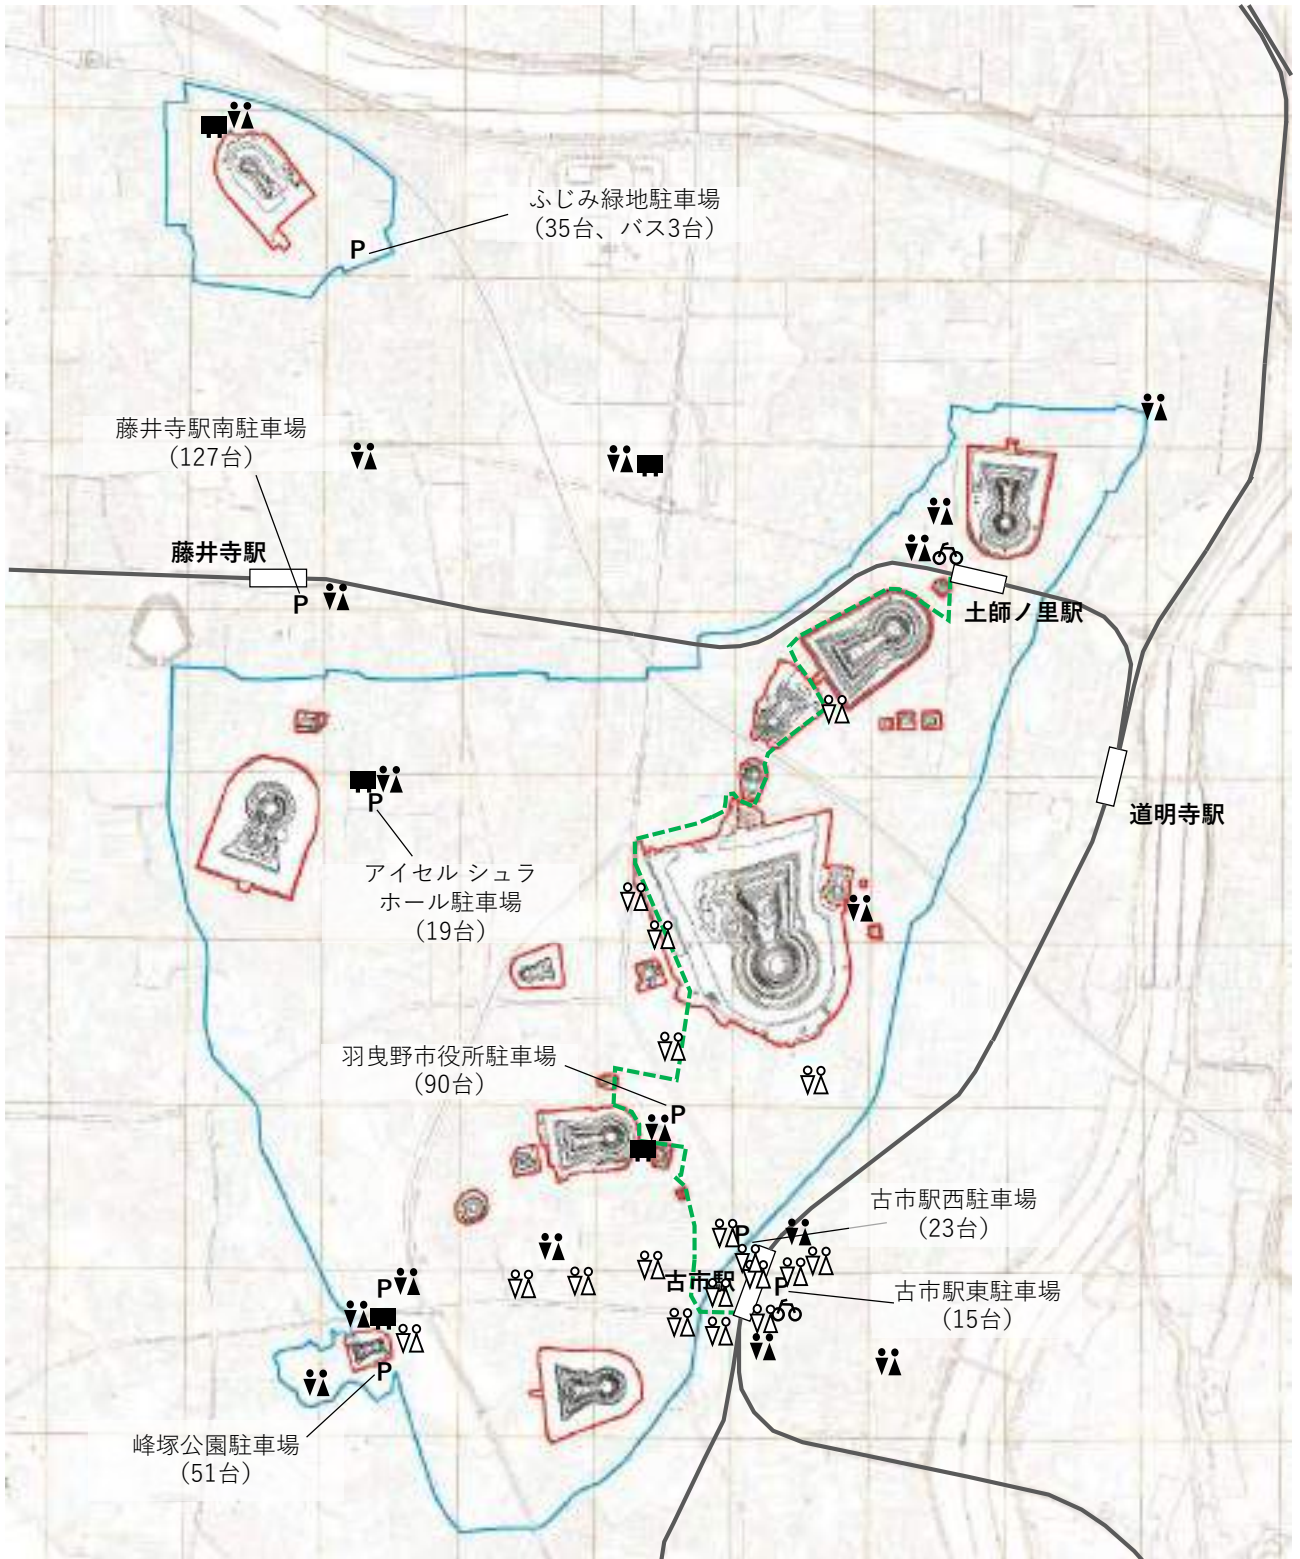 ふじみ緑地駐車場
(35台、バス3台)
P
藤井寺駅南駐車場
(127台)
藤井寺駅
P
土師ノ里駅
道明寺駅
P
アイセル シュラ
ホール駐車場
(19台)
羽曳野市役所駐車場
(90台)
P
古市駅西駐車場
(23台)
P
古市駅
P
古市駅東駐車場
(15台)
P
P
峰塚公園駐車場
(51台)